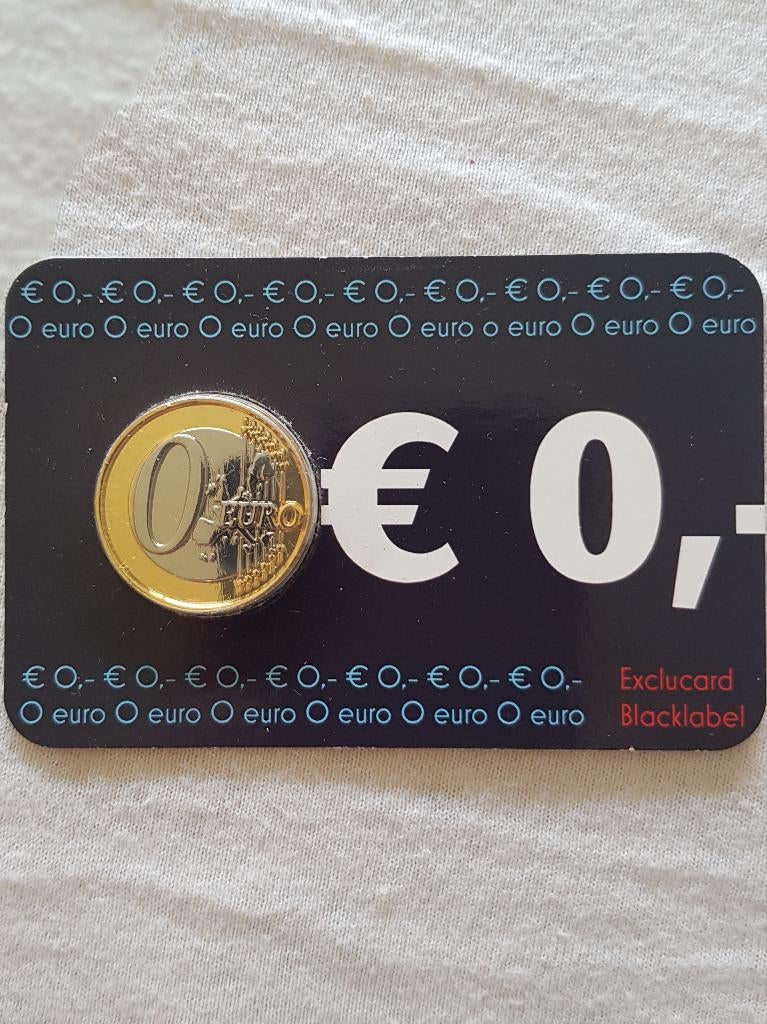 € 0,- € 0,- € 0,- € 0,- € 0,- € 0,- € 0,- € 0,- € 0,-
0 euro 0 euro 0 euro 0 euro 0 euro o euro 0 euro 0 euro
0 EURO
€ 0,-
€ 0,- € 0,- € 0,- € 0,- € 0,- € 0,- € 0,-
0 euro 0 euro 0 euro 0 euro 0 euro 0 euro
Exclucard
Blacklabel